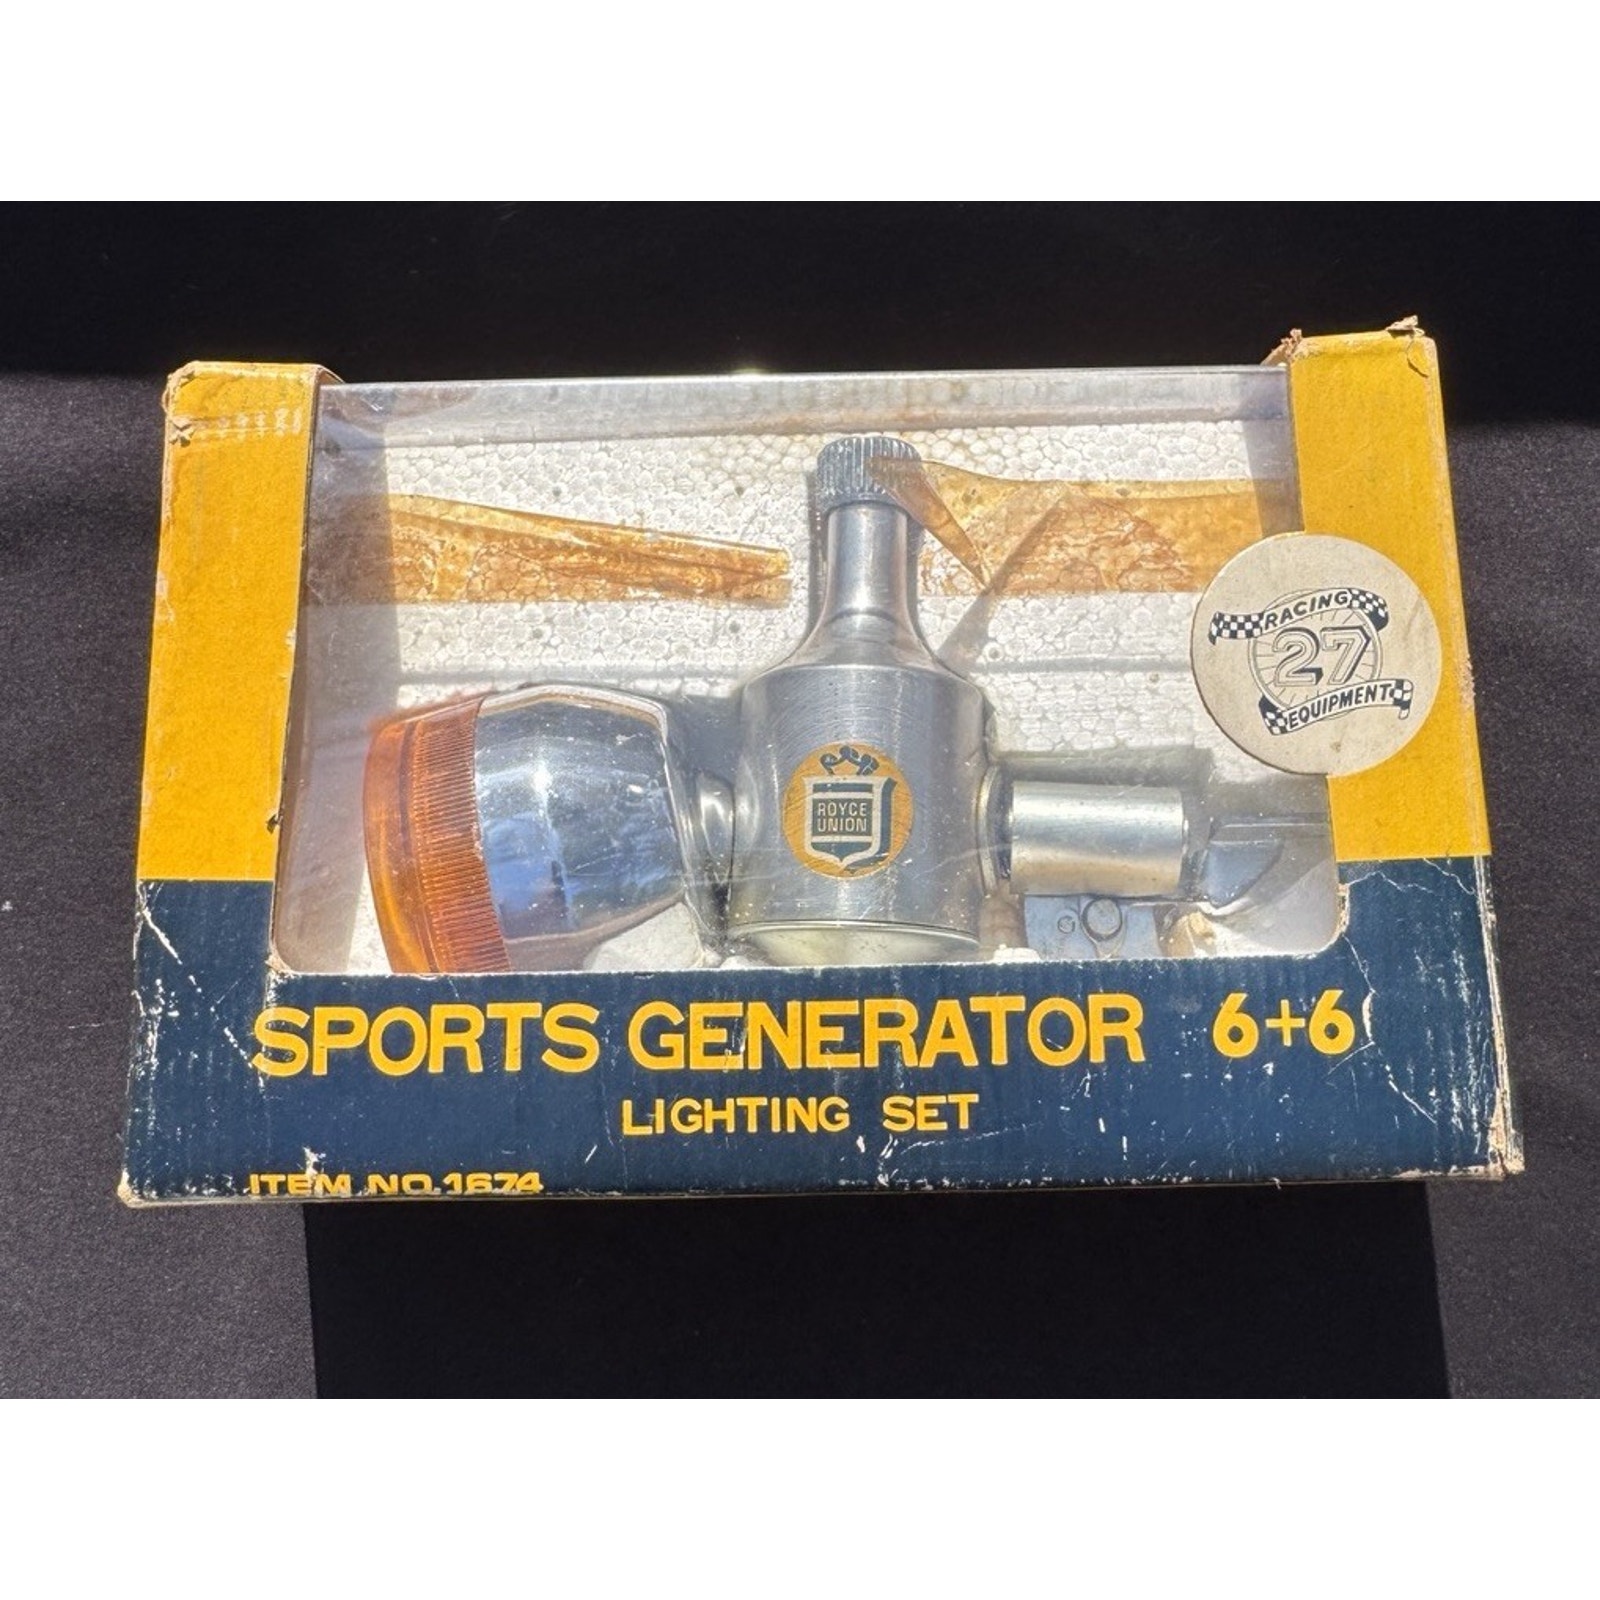 RACING
27
EQUIPMENT
ROYCE
UNION
SPORTS GENERATOR 6+6
LIGHTING SET
ITEM NO. 1674